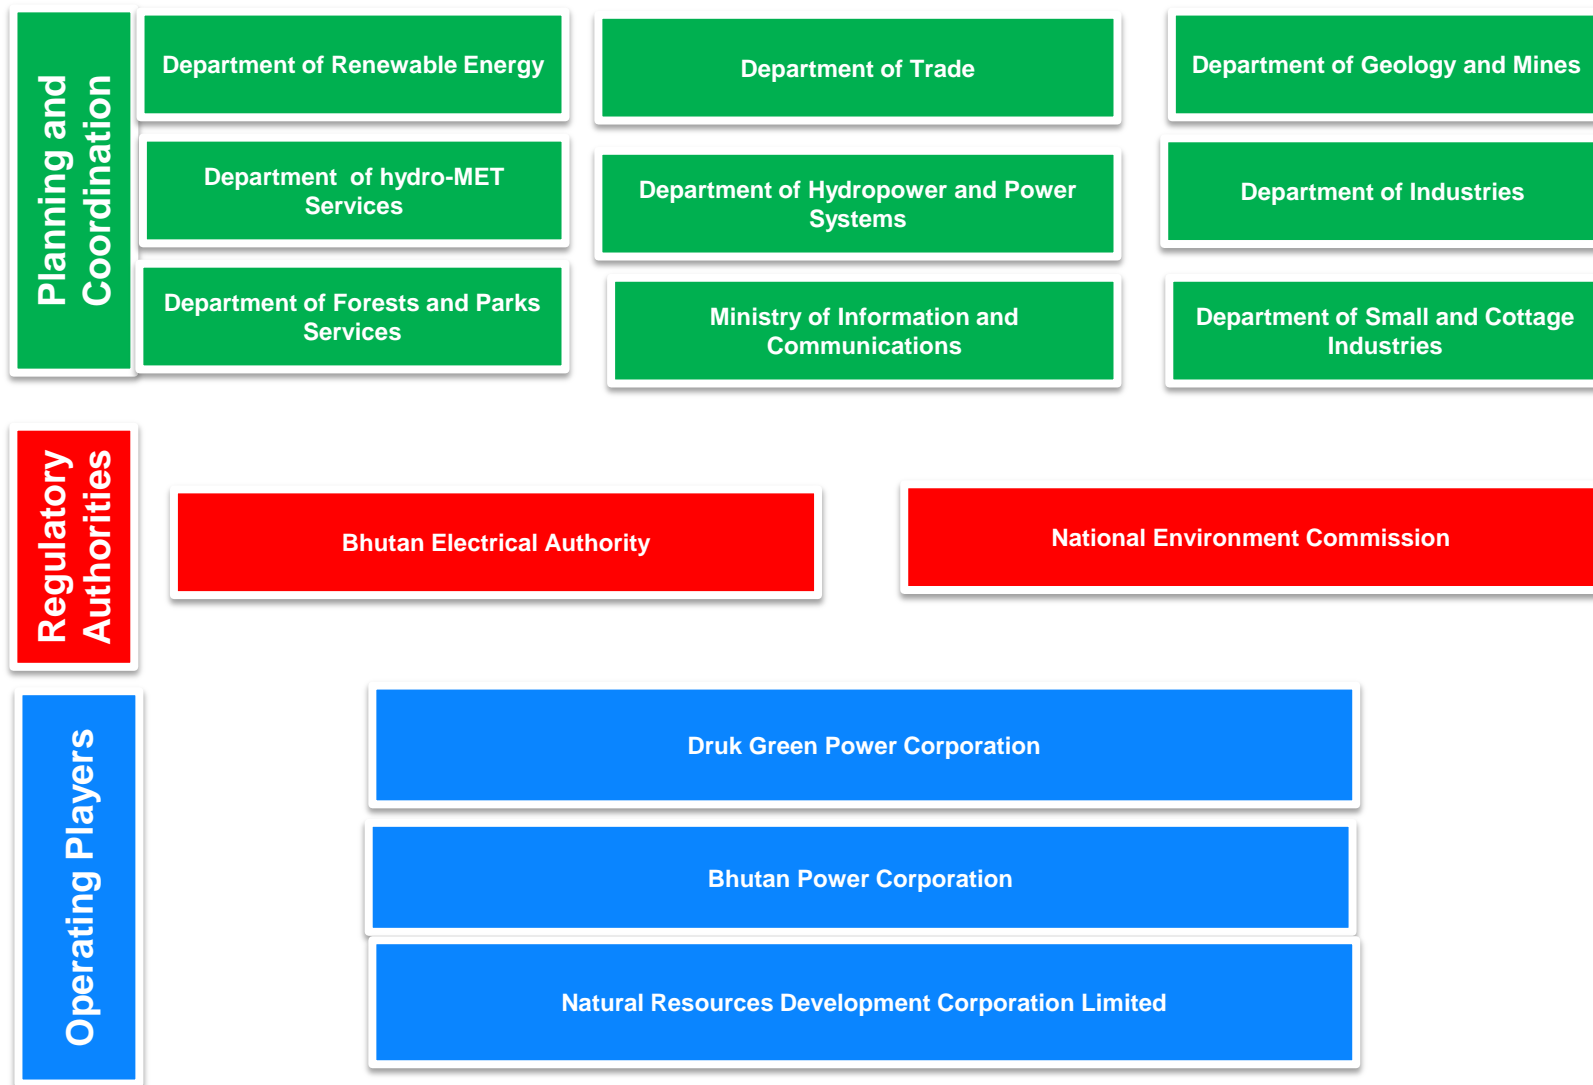 Planning and
Coordination
Department of Renewable Energy
Department of Trade
Department of Geology and Mines
Department of hydro-MET
Services
Department of Hydropower and Power
Systems
Department of Industries
Department of Forests and Parks
Services
Ministry of Information and
Communications
Department of Small and Cottage
Industries
Regulatory
Authorities
Bhutan Electrical Authority
National Environment Commission
Operating Players
Druk Green Power Corporation
Bhutan Power Corporation
Natural Resources Development Corporation Limited